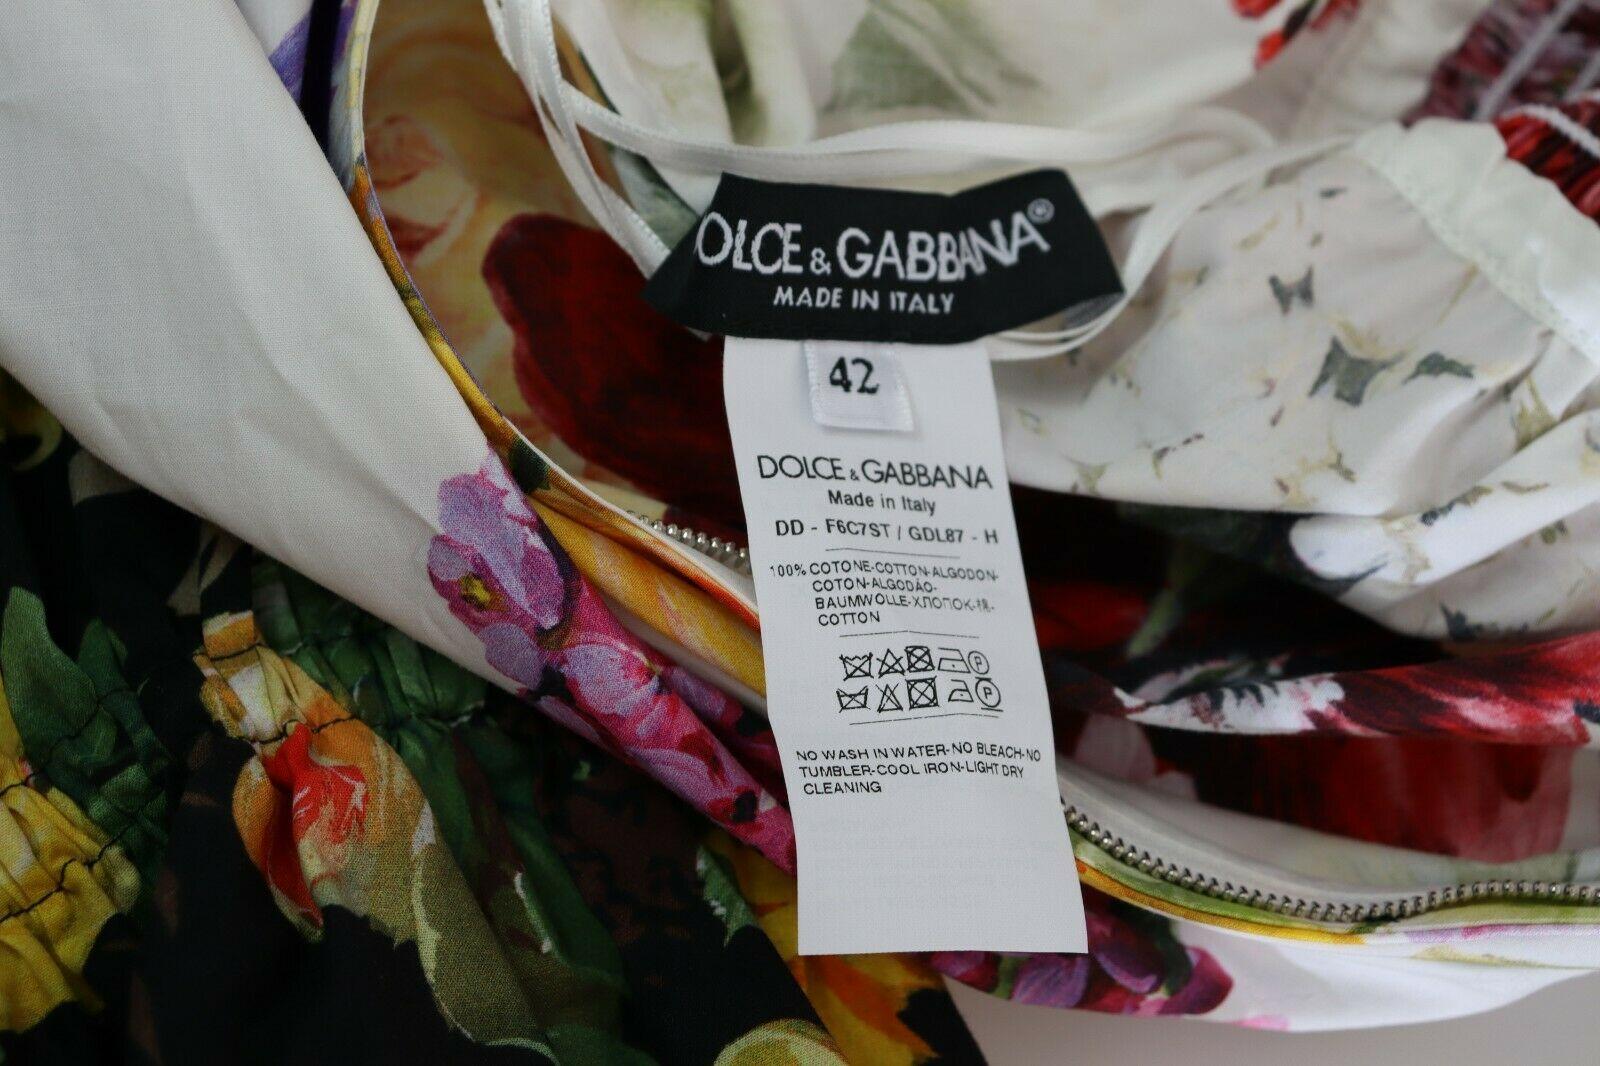 OLCE & GABBANA®
MADE IN ITALY
42
DOLCE & GABBANA
Made in Italy
DD - F6C7ST / GDL87 - H
100% COTONE-COTTON-ALGODON-
COTON-ALGODÃO-
BAUMWOLLE-ХЛОПОК-棉-
COTTON
P
P
NO WASH IN WATER-NO BLEACH-NO
TUMBLER-COOL IRON-LIGHT DRY
CLEANING